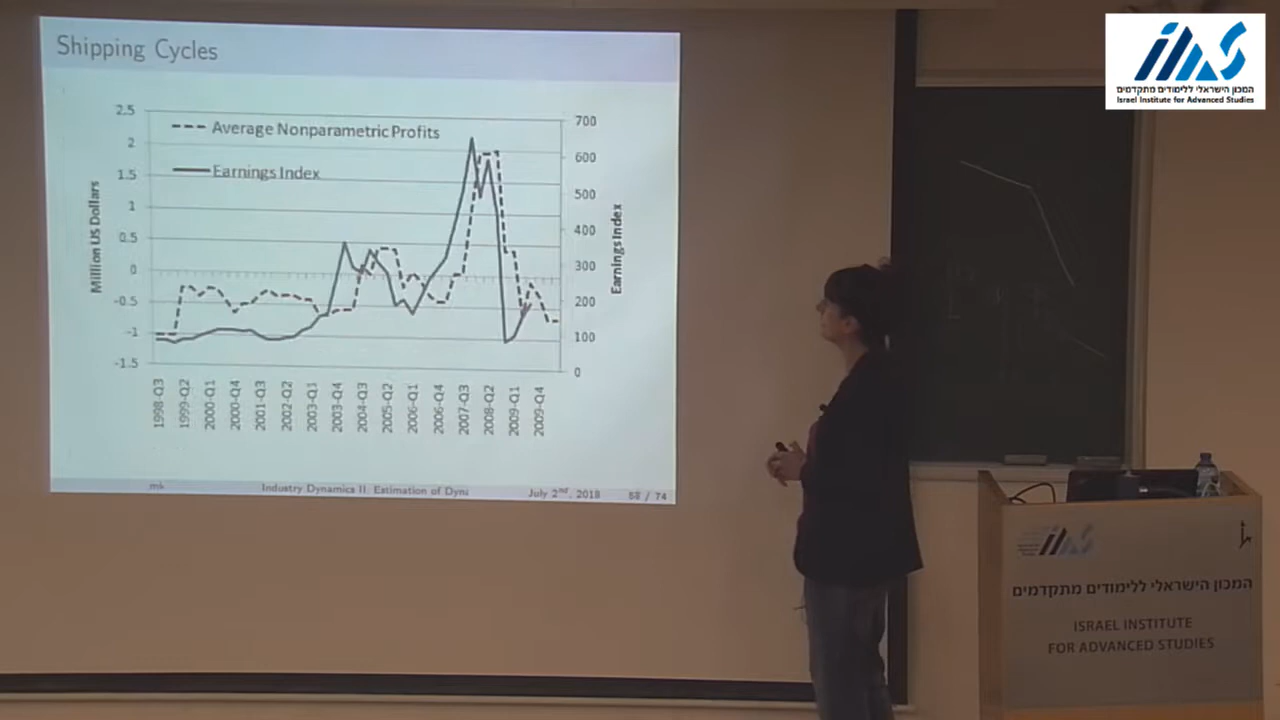 Shipping Cycles
2.5
2
1.5
1
0.5
0
-0.5
-1
-1.5
Million US Dollars
Average Nonparametric Profits
Earnings Index
700
600
500
400
300
200
100
0
Earnings Index
1998-Q3
1999-Q2
2000-Q1
2000-Q4
2001-Q3
2002-Q2
2003-Q1
2003-Q4
2004-Q3
2005-Q2
2006-Q1
2006-Q4
2007-Q3
2008-Q2
2009-Q1
2009-Q4
Industry Dynamics II: Estimation of Dyna
July 2nd, 2018
58 / 74
המכון הישראלי ללימודים מתקדמים
Israel Institute for Advanced Studies
המכון הישראלי ללימודים מתקדמים
ISRAEL INSTITUTE
FOR ADVANCED STUDIES